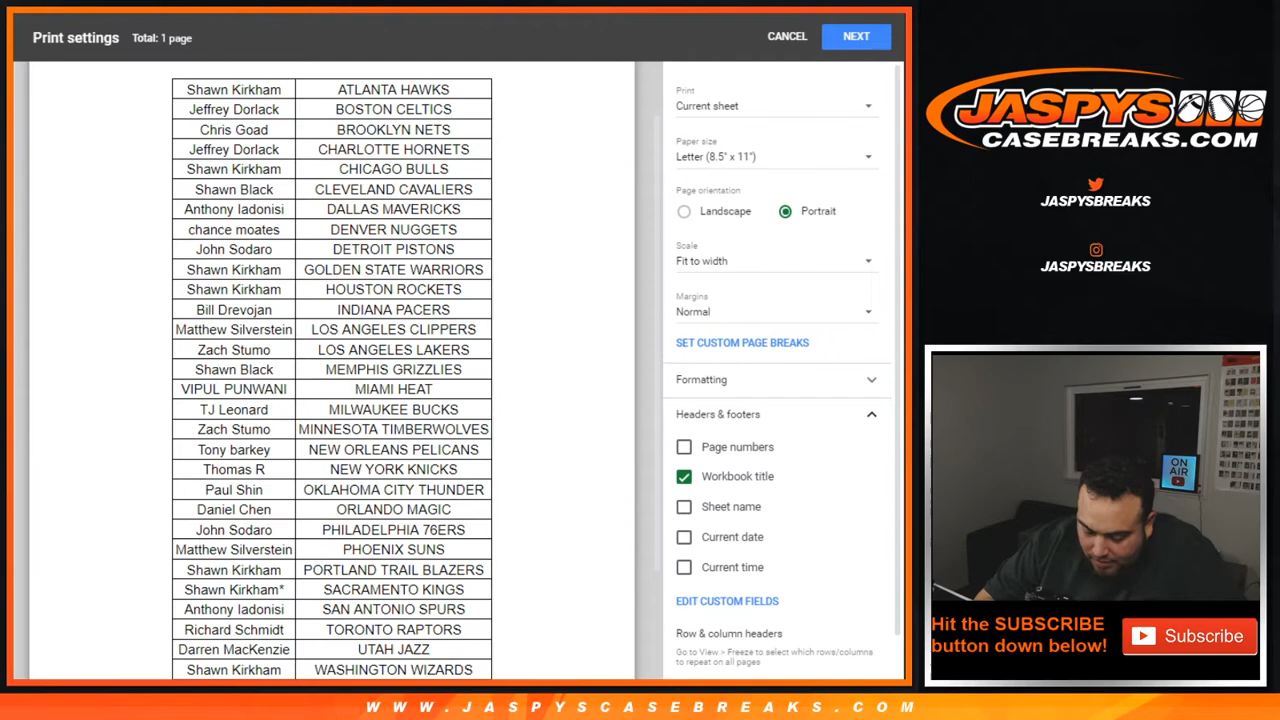 Print settings Total: 1 page CANCEL NEXT
Shawn Kirkham ATLANTA HAWKS
Jeffrey Dorlack BOSTON CELTICS
Chris Goad BROOKLYN NETS
Jeffrey Dorlack CHARLOTTE HORNETS
Shawn Kirkham CHICAGO BULLS
Shawn Black CLEVELAND CAVALIERS
Anthony Iadonisi DALLAS MAVERICKS
chance moates DENVER NUGGETS
John Sodaro DETROIT PISTONS
Shawn Kirkham GOLDEN STATE WARRIORS
Shawn Kirkham HOUSTON ROCKETS
Bill Drevojan INDIANA PACERS
Matthew Silverstein LOS ANGELES CLIPPERS
Zach Stumo LOS ANGELES LAKERS
Shawn Black MEMPHIS GRIZZLIES
VIPUL PUNWANI MIAMI HEAT
TJ Leonard MILWAUKEE BUCKS
Zach Stumo MINNESOTA TIMBERWOLVES
Tony barkey NEW ORLEANS PELICANS
Thomas R NEW YORK KNICKS
Paul Shin OKLAHOMA CITY THUNDER
Daniel Chen ORLANDO MAGIC
John Sodaro PHILADELPHIA 76ERS
Matthew Silverstein PHOENIX SUNS
Shawn Kirkham PORTLAND TRAIL BLAZERS
Shawn Kirkham* SACRAMENTO KINGS
Anthony Iadonisi SAN ANTONIO SPURS
Richard Schmidt TORONTO RAPTORS
Darren MacKenzie UTAH JAZZ
Shawn Kirkham WASHINGTON WIZARDS
Print
Current sheet
Paper size
Letter (8.5" x 11")
Page orientation
Landscape Portrait
Scale
Fit to width
Margins
Normal
SET CUSTOM PAGE BREAKS
Formatting
Headers & footers
Page numbers
Workbook title
Sheet name
Current date
Current time
EDIT CUSTOM FIELDS
Row & column headers
Go to View > Freeze to select which rows/columns
to repeat on all pages
JASPYS
CASEBREAKS.COM
JASPYSBREAKS
JASPYSBREAKS
ON
AIR
Hit the SUBSCRIBE
button down below!
Subscribe
WWW.JASPYSCASEBREAKS.COM